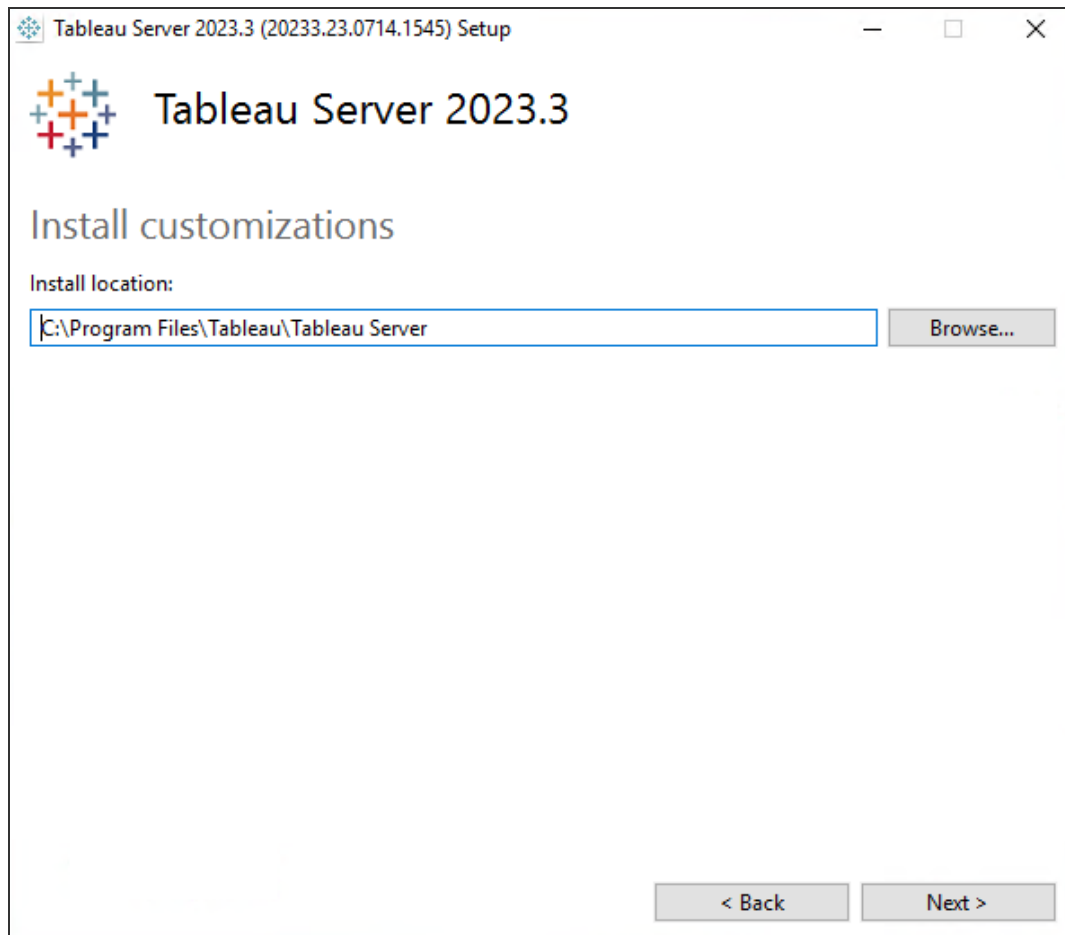 Tableau Server 2023.3 (20233.23.0714.1545) Setup
Tableau Server 2023.3
Install customizations
Install location:
C:\Program Files\Tableau\Tableau Server
Browse...
< Back
Next >